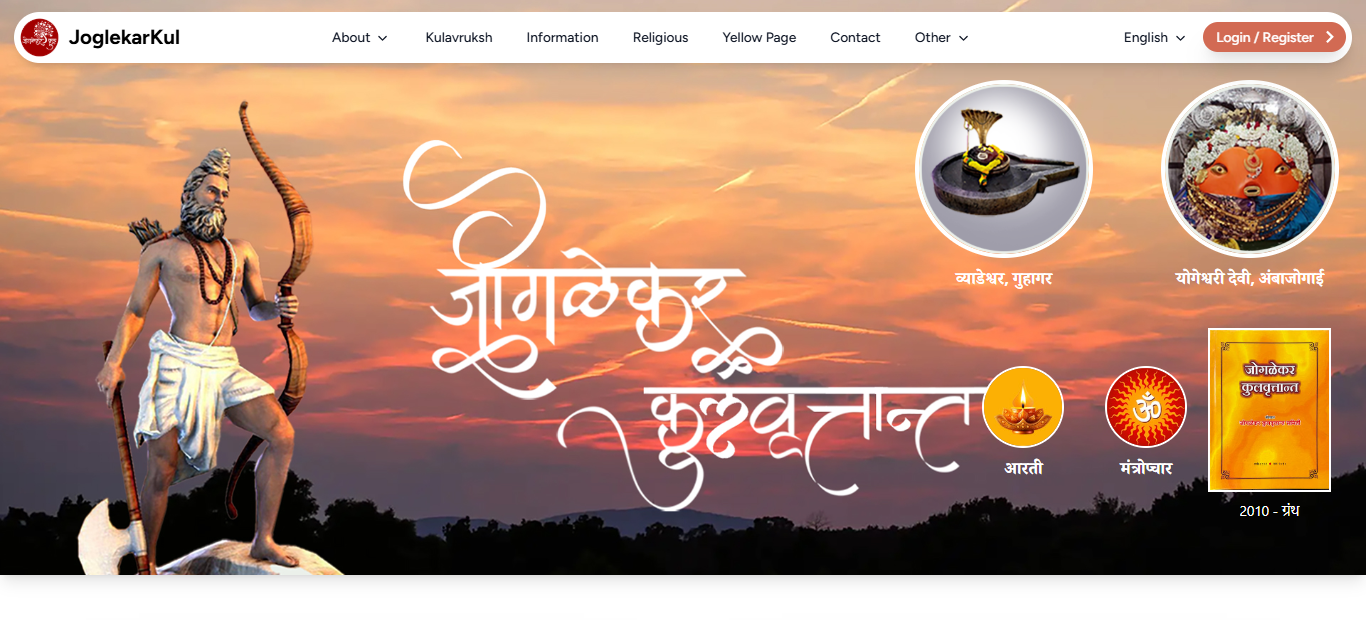 JoglekarKul
About
Kulavruksh
Information
Religious
Yellow Page
Contact
Other
English
Login / Register
जोगळेकर
कुलवृत्तान्त
व्याडेश्वर, गुहागर
योगेश्वरी देवी, अंबाजोगाई
ॐ
आरती
मंत्रोप्चार
जोगळेकर
कुलवृत्तान्त
2010 - ग्रंथ